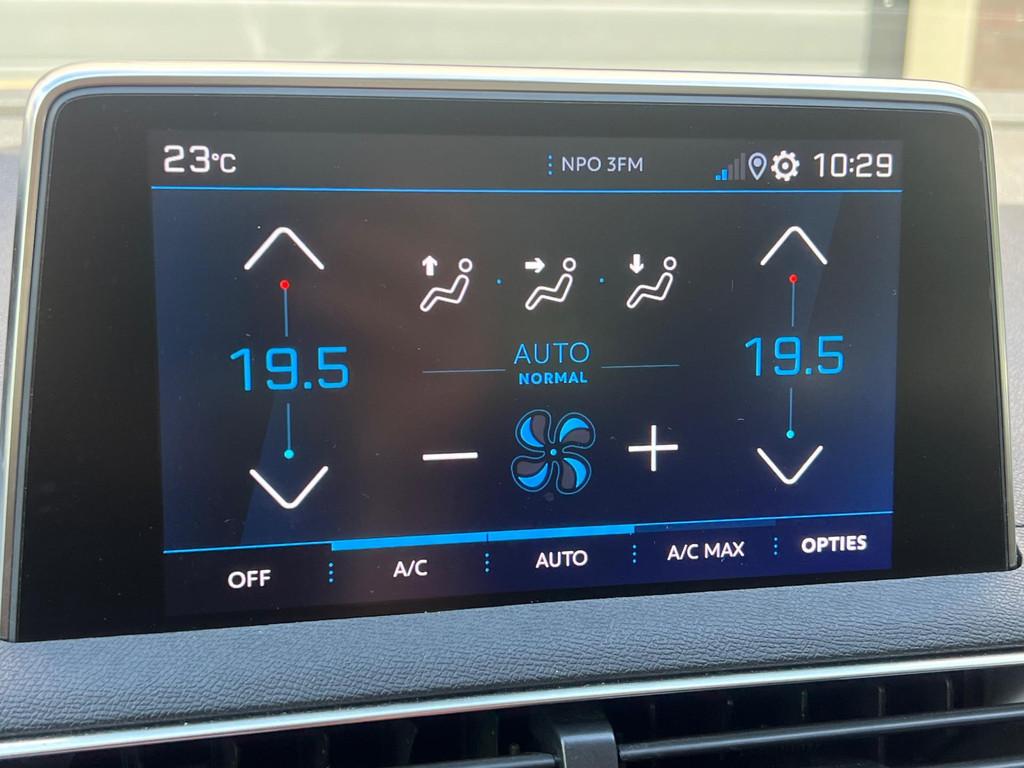 23°C NPO 3FM 10:29
19.5 19.5
AUTO
NORMAL
OFF A/C AUTO A/C MAX OPTIES